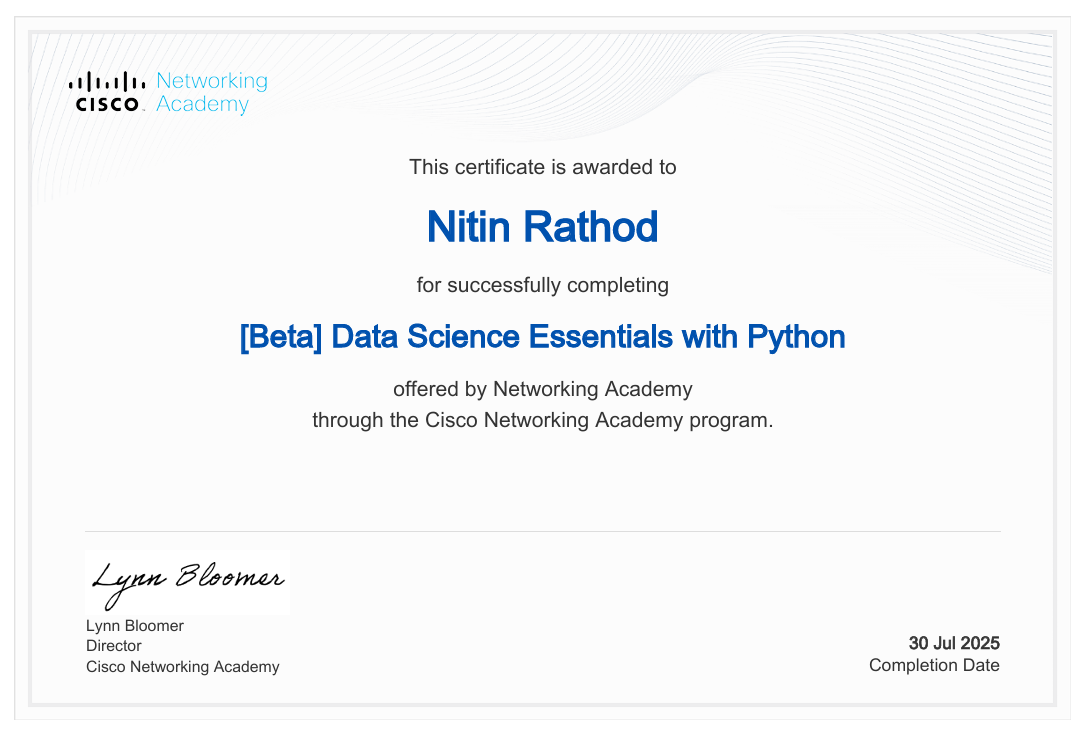 Networking
CISCO Academy
This certificate is awarded to
Nitin Rathod
for successfully completing
[Beta] Data Science Essentials with Python
offered by Networking Academy
through the Cisco Networking Academy program.
Lynn Bloomer
Lynn Bloomer
Director
Cisco Networking Academy
30 Jul 2025
Completion Date